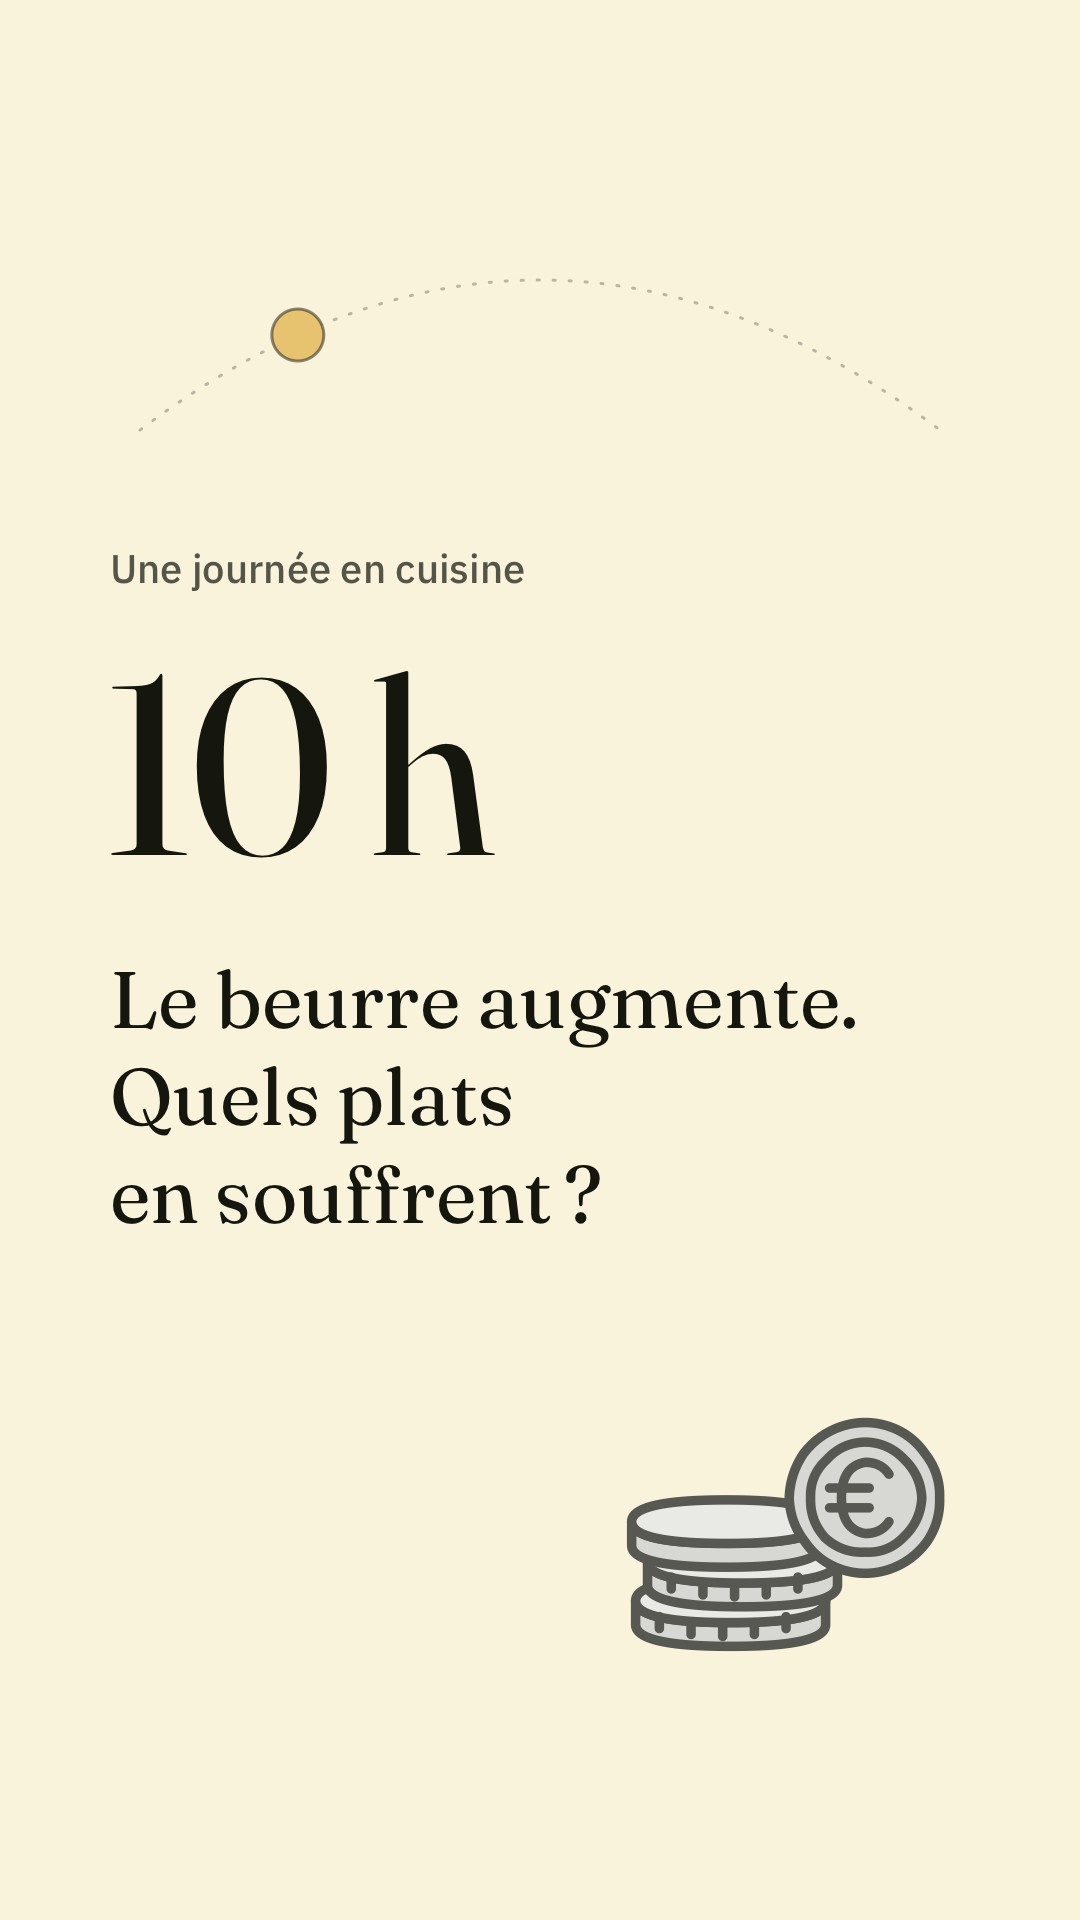 Une journée en cuisine
10 h
Le beurre augmente.
Quels plats
en souffrent ?
€